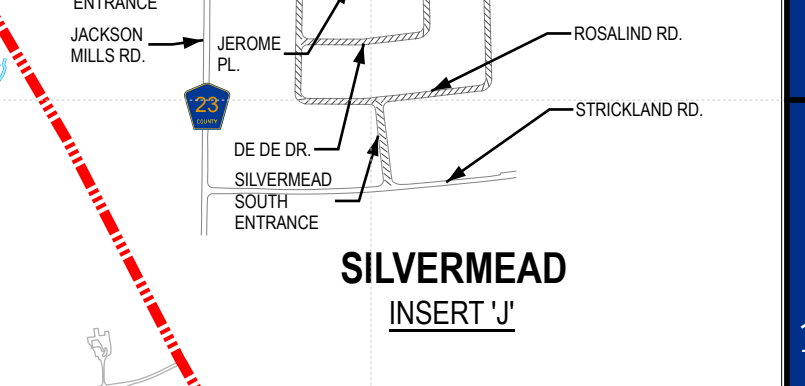 ENTRANCE
JACKSON
MILLS RD.
JEROME
PL.
ROSALIND RD.
23
COUNTY
STRICKLAND RD.
DE DE DR.
SILVERMEAD
SOUTH
ENTRANCE
SILVERMEAD
INSERT 'J'